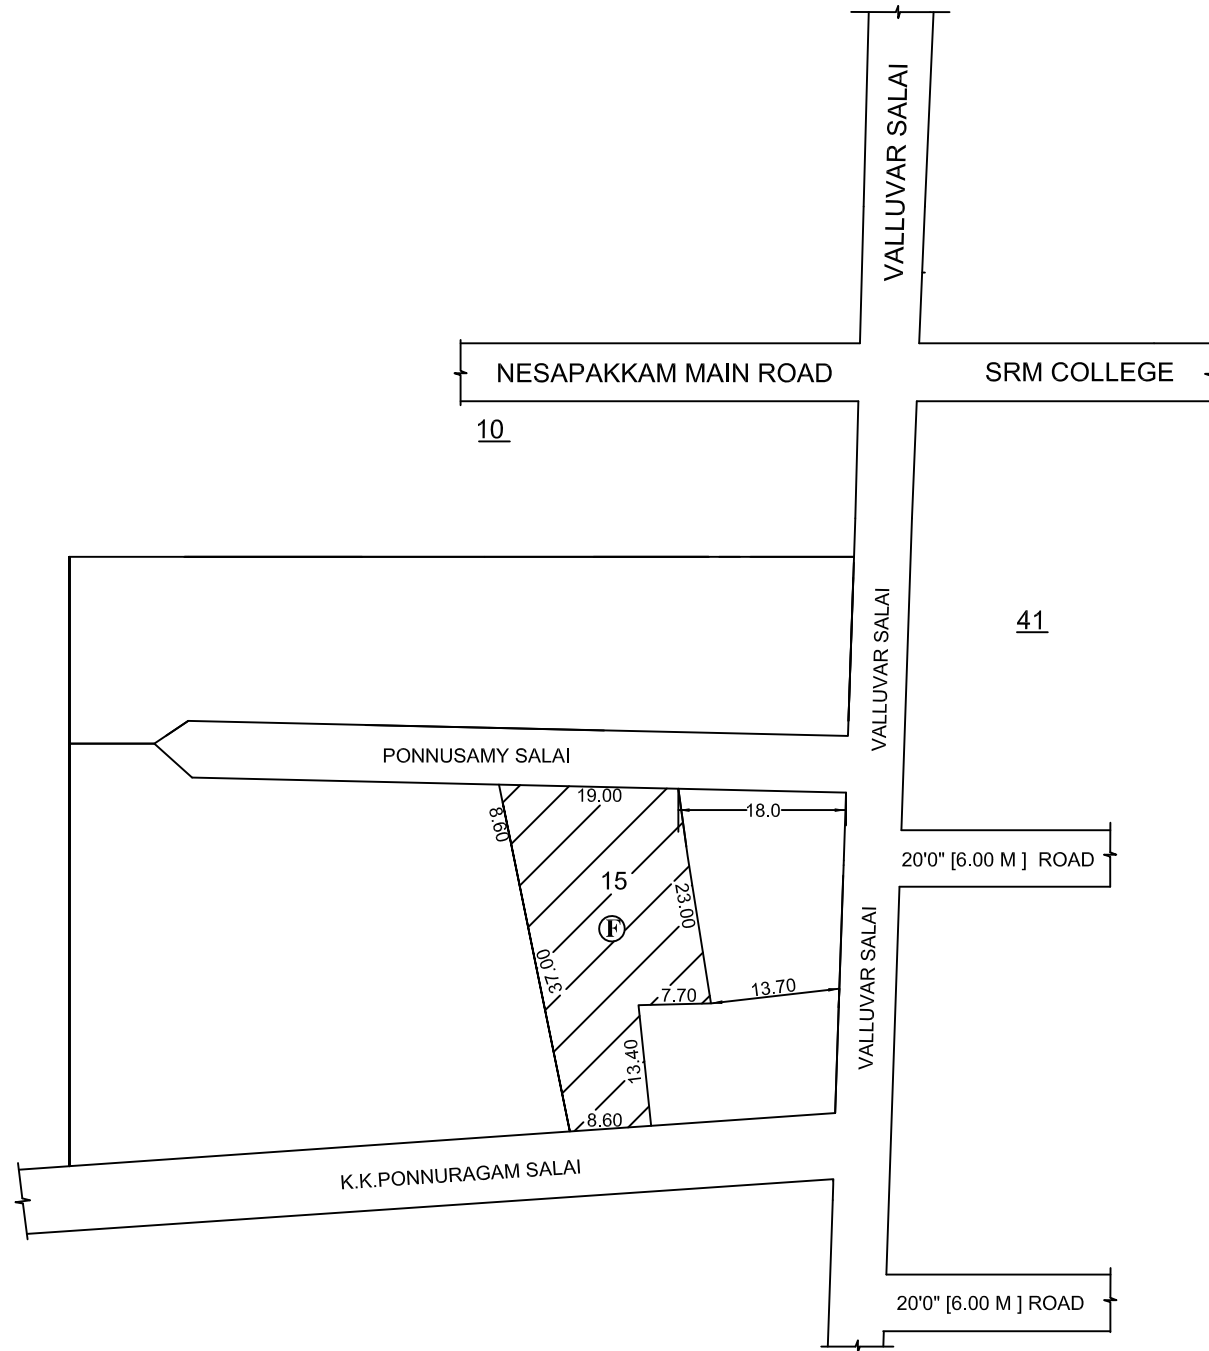 VALLUVAR SALAI
NESAPAKKAM MAIN ROAD
SRM COLLEGE
10
VALLUVAR SALAI
41
PONNUSAMY SALAI
19.00
8.60
18.0
20'0" [6.00 M ] ROAD
15
23.00
F
37.00
VALLUVAR SALAI
7.70
13.70
13.40
8.60
K.K.PONNURAGAM SALAI
20'0" [6.00 M ] ROAD